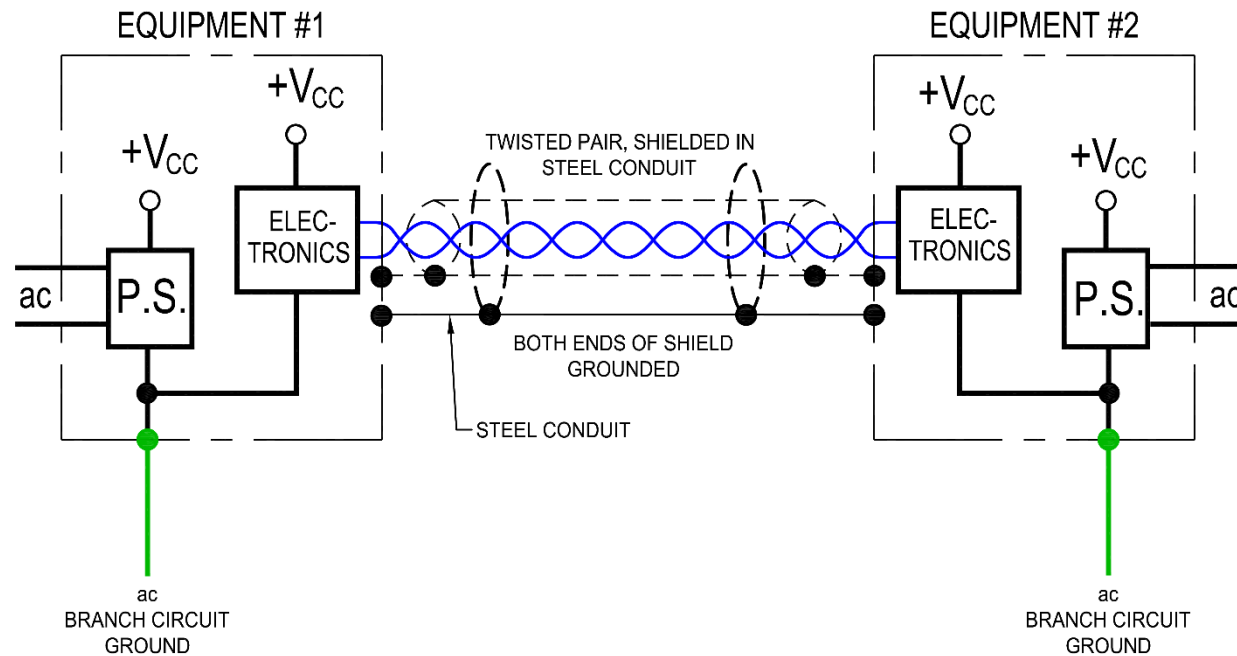 EQUIPMENT #1
EQUIPMENT #2
+VCC
+VCC
TWISTED PAIR, SHIELDED IN
STEEL CONDUIT
+VCC
+VCC
ELEC-
TRONICS
ELEC-
TRONICS
ac
P.S.
P.S.
ac
BOTH ENDS OF SHIELD
GROUNDED
STEEL CONDUIT
ac
BRANCH CIRCUIT
GROUND
ac
BRANCH CIRCUIT
GROUND